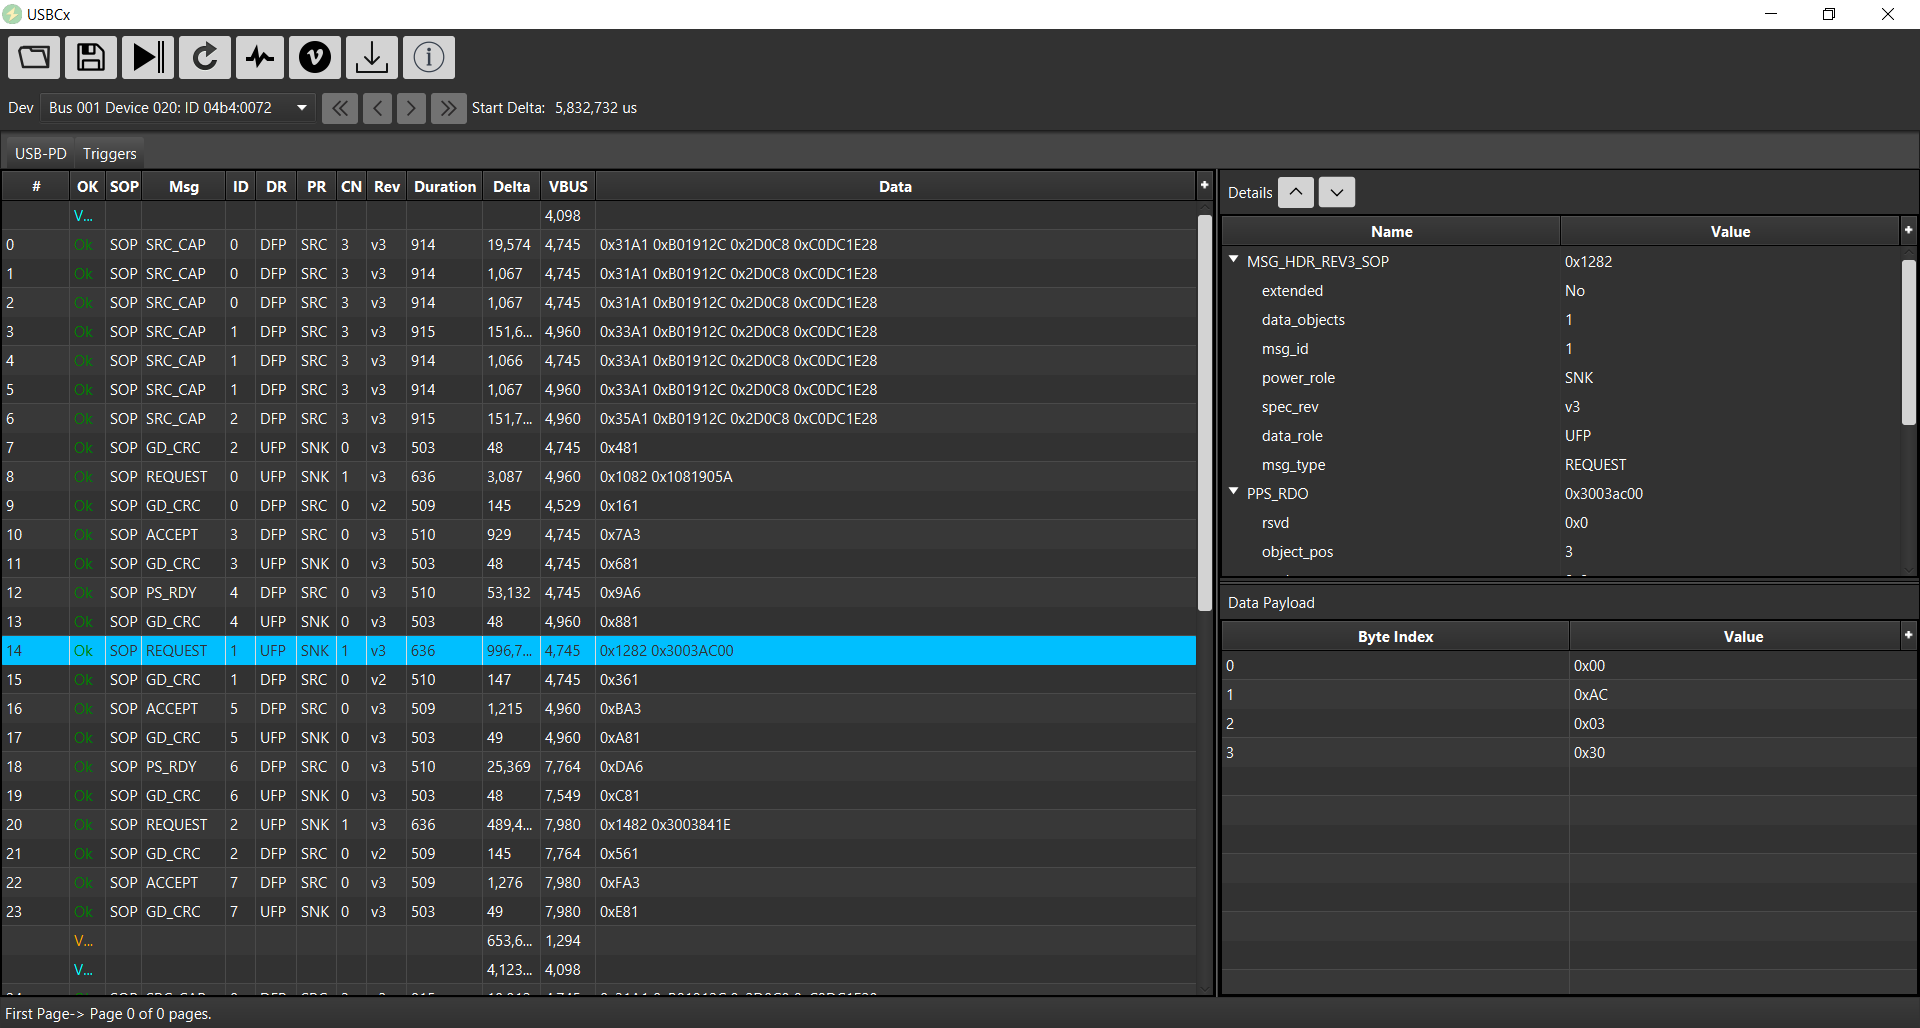 USBCx
Dev Bus 001 Device 020: ID 04b4:0072 Start Delta: 5,832,732 us
USB-PD Triggers
# OK SOP Msg ID DR PR CN Rev Duration Delta VBUS Data +
V... 4,098
0 Ok SOP SRC_CAP 0 DFP SRC 3 v3 914 19,574 4,745 0x31A1 0xB01912C 0x2D0C8 0xC0DC1E28
1 Ok SOP SRC_CAP 0 DFP SRC 3 v3 914 1,067 4,745 0x31A1 0xB01912C 0x2D0C8 0xC0DC1E28
2 Ok SOP SRC_CAP 0 DFP SRC 3 v3 914 1,067 4,745 0x31A1 0xB01912C 0x2D0C8 0xC0DC1E28
3 Ok SOP SRC_CAP 1 DFP SRC 3 v3 915 151,6... 4,960 0x33A1 0xB01912C 0x2D0C8 0xC0DC1E28
4 Ok SOP SRC_CAP 1 DFP SRC 3 v3 914 1,066 4,745 0x33A1 0xB01912C 0x2D0C8 0xC0DC1E28
5 Ok SOP SRC_CAP 1 DFP SRC 3 v3 914 1,067 4,960 0x33A1 0xB01912C 0x2D0C8 0xC0DC1E28
6 Ok SOP SRC_CAP 2 DFP SRC 3 v3 915 151,7... 4,960 0x35A1 0xB01912C 0x2D0C8 0xC0DC1E28
7 Ok SOP GD_CRC 2 UFP SNK 0 v3 503 48 4,745 0x481
8 Ok SOP REQUEST 0 UFP SNK 1 v3 636 3,087 4,960 0x1082 0x1081905A
9 Ok SOP GD_CRC 0 DFP SRC 0 v2 509 145 4,529 0x161
10 Ok SOP ACCEPT 3 DFP SRC 0 v3 510 929 4,745 0x7A3
11 Ok SOP GD_CRC 3 UFP SNK 0 v3 503 48 4,745 0x681
12 Ok SOP PS_RDY 4 DFP SRC 0 v3 510 53,132 4,745 0x9A6
13 Ok SOP GD_CRC 4 UFP SNK 0 v3 503 48 4,960 0x881
14 Ok SOP REQUEST 1 UFP SNK 1 v3 636 996,7... 4,745 0x1282 0x3003AC00
15 Ok SOP GD_CRC 1 DFP SRC 0 v2 510 147 4,745 0x361
16 Ok SOP ACCEPT 5 DFP SRC 0 v3 509 1,215 4,960 0xBA3
17 Ok SOP GD_CRC 5 UFP SNK 0 v3 503 49 4,960 0xA81
18 Ok SOP PS_RDY 6 DFP SRC 0 v3 510 25,369 7,764 0xDA6
19 Ok SOP GD_CRC 6 UFP SNK 0 v3 503 48 7,549 0xC81
20 Ok SOP REQUEST 2 UFP SNK 1 v3 636 489,4... 7,980 0x1482 0x3003841E
21 Ok SOP GD_CRC 2 DFP SRC 0 v2 509 145 7,764 0x561
22 Ok SOP ACCEPT 7 DFP SRC 0 v3 509 1,276 7,980 0xFA3
23 Ok SOP GD_CRC 7 UFP SNK 0 v3 503 49 7,980 0xE81
V... 653,6... 1,294
V... 4,123... 4,098
Details
Name Value +
MSG_HDR_REV3_SOP 0x1282
extended No
data_objects 1
msg_id 1
power_role SNK
spec_rev v3
data_role UFP
msg_type REQUEST
PPS_RDO 0x3003ac00
rsvd 0x0
object_pos 3
Data Payload
Byte Index Value +
0 0x00
1 0xAC
2 0x03
3 0x30
First Page-> Page 0 of 0 pages.